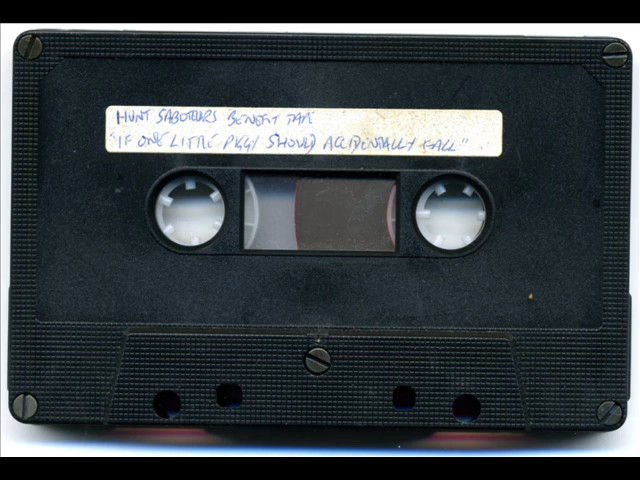 HUNT SABOTEURS BENEFIT TAPE
"IF ONE LITTLE PIGGY SHOULD ACCIDENTALLY FALL"